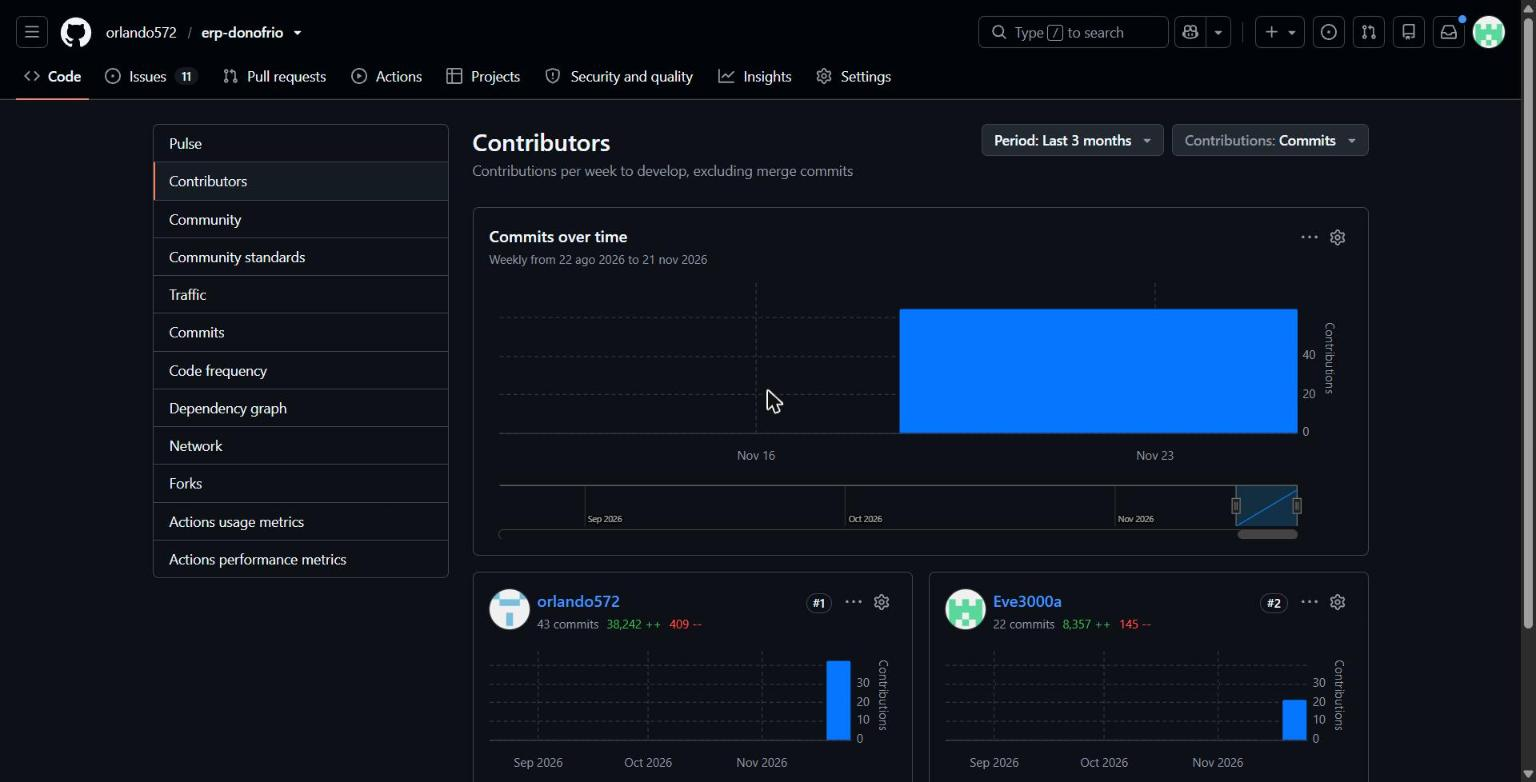 orlando572 / erp-donofrio
Type / to search
Code
Issues 11
Pull requests
Actions
Projects
Security and quality
Insights
Settings
Pulse
Contributors
Community
Community standards
Traffic
Commits
Code frequency
Dependency graph
Network
Forks
Actions usage metrics
Actions performance metrics
Contributors
Period: Last 3 months
Contributions: Commits
Contributions per week to develop, excluding merge commits
Commits over time
Weekly from 22 ago 2026 to 21 nov 2026
40
20
0
Contributions
Nov 16
Nov 23
Sep 2026
Oct 2026
Nov 2026
orlando572
#1
43 commits 38,242 ++ 409 --
30
20
10
0
Contributions
Sep 2026
Oct 2026
Nov 2026
Eve3000a
#2
22 commits 8,357 ++ 145 --
30
20
10
0
Contributions
Sep 2026
Oct 2026
Nov 2026